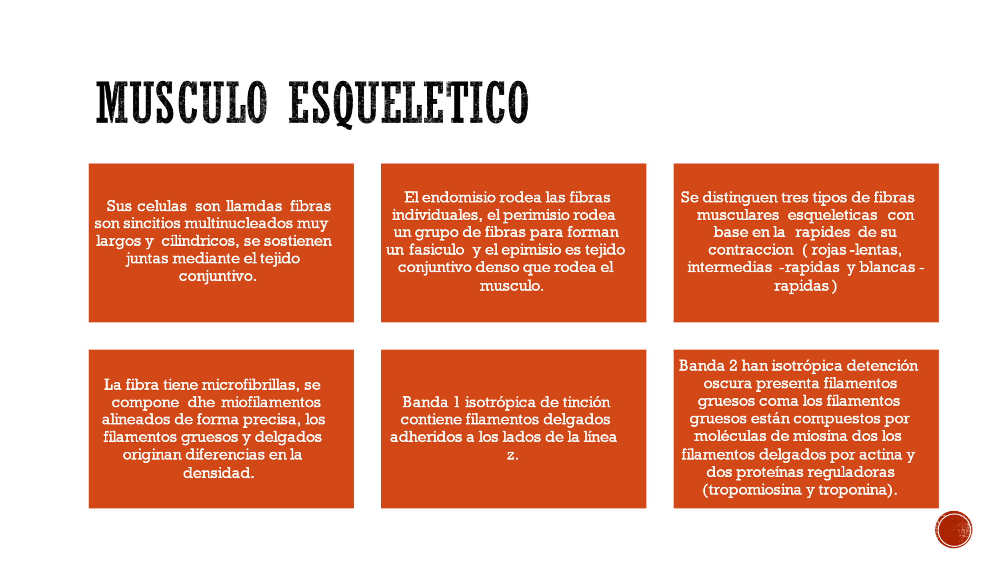 MUSCULO ESQUELETICO
Sus celulas son llamdas fibras
son sincitios multinucleados muy
largos y cilindricos, se sostienen
juntas mediante el tejido
conjuntivo.
El endomisio rodea las fibras
individuales, el perimisio rodea
un grupo de fibras para forman
un fasiculo y el epimisio es tejido
conjuntivo denso que rodea el
musculo.
Se distinguen tres tipos de fibras
musculares esqueleticas con
base en la rapides de su
contraccion ( rojas -lentas,
intermedias -rapidas y blancas -
rapidas )
La fibra tiene microfibrillas, se
compone dhe miofilamentos
alineados de forma precisa, los
filamentos gruesos y delgados
originan diferencias en la
densidad.
Banda 1 isotrópica de tinción
contiene filamentos delgados
adheridos a los lados de la línea
z.
Banda 2 han isotrópica detención
oscura presenta filamentos
gruesos coma los filamentos
gruesos están compuestos por
moléculas de miosina dos los
filamentos delgados por actina y
dos proteínas reguladoras
(tropomiosina y troponina).